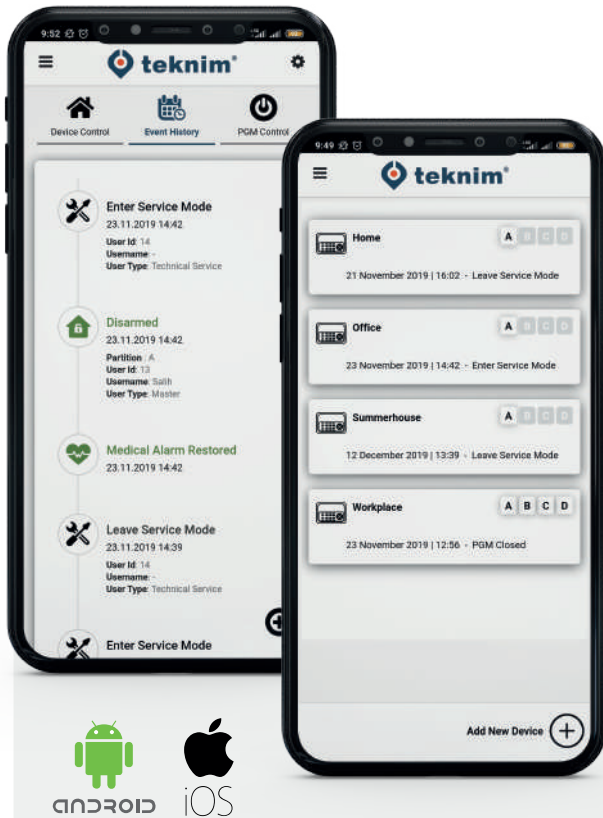 9:52
teknim®
Device Control
Event History
PGM Control
Enter Service Mode
23.11.2019 14:42
User Id: 14
Username: -
User Type: Technical Service
Disarmed
23.11.2019 14:42
Partition : A
User Id: 13
Username: Salih
User Type: Master
Medical Alarm Restored
23.11.2019 14:42
Leave Service Mode
23.11.2019 14:39
User Id: 14
Username: -
User Type: Technical Service
Enter Service Mode
9:49
teknim®
Home A B C D
21 November 2019 | 16:02 - Leave Service Mode
Office A B C D
23 November 2019 | 14:42 - Enter Service Mode
Summerhouse A B C D
12 December 2019 | 13:39 - Leave Service Mode
Workplace A B C D
23 November 2019 | 12:56 - PGM Closed
Add New Device
android
iOS